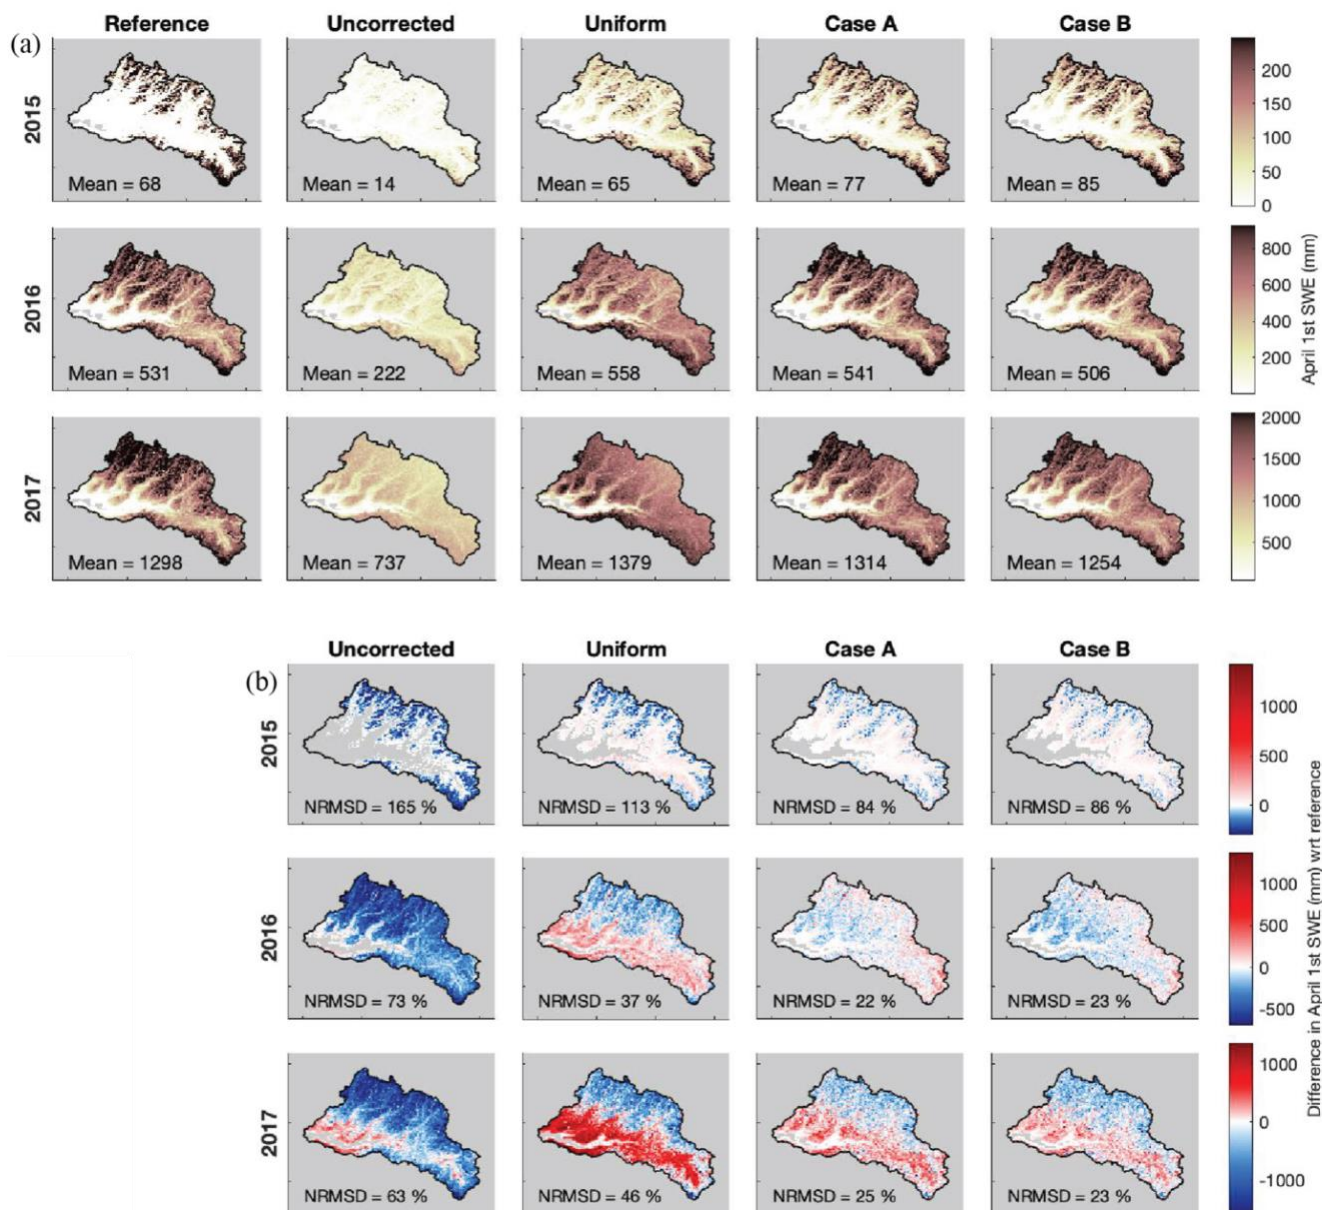 Reference Uncorrected Uniform Case A Case B
(a)
2015
Mean = 68 Mean = 14 Mean = 65 Mean = 77 Mean = 85
200
150
100
50
0
2016
Mean = 531 Mean = 222 Mean = 558 Mean = 541 Mean = 506
800
600
400
200
April 1st SWE (mm)
2017
Mean = 1298 Mean = 737 Mean = 1379 Mean = 1314 Mean = 1254
2000
1500
1000
500
Uncorrected Uniform Case A Case B
(b)
2015
NRMSD = 165 % NRMSD = 113 % NRMSD = 84 % NRMSD = 86 %
1000
500
0
2016
NRMSD = 73 % NRMSD = 37 % NRMSD = 22 % NRMSD = 23 %
1000
500
0
-500
Difference in April 1st SWE (mm) wrt reference
2017
NRMSD = 63 % NRMSD = 46 % NRMSD = 25 % NRMSD = 23 %
1000
0
-1000